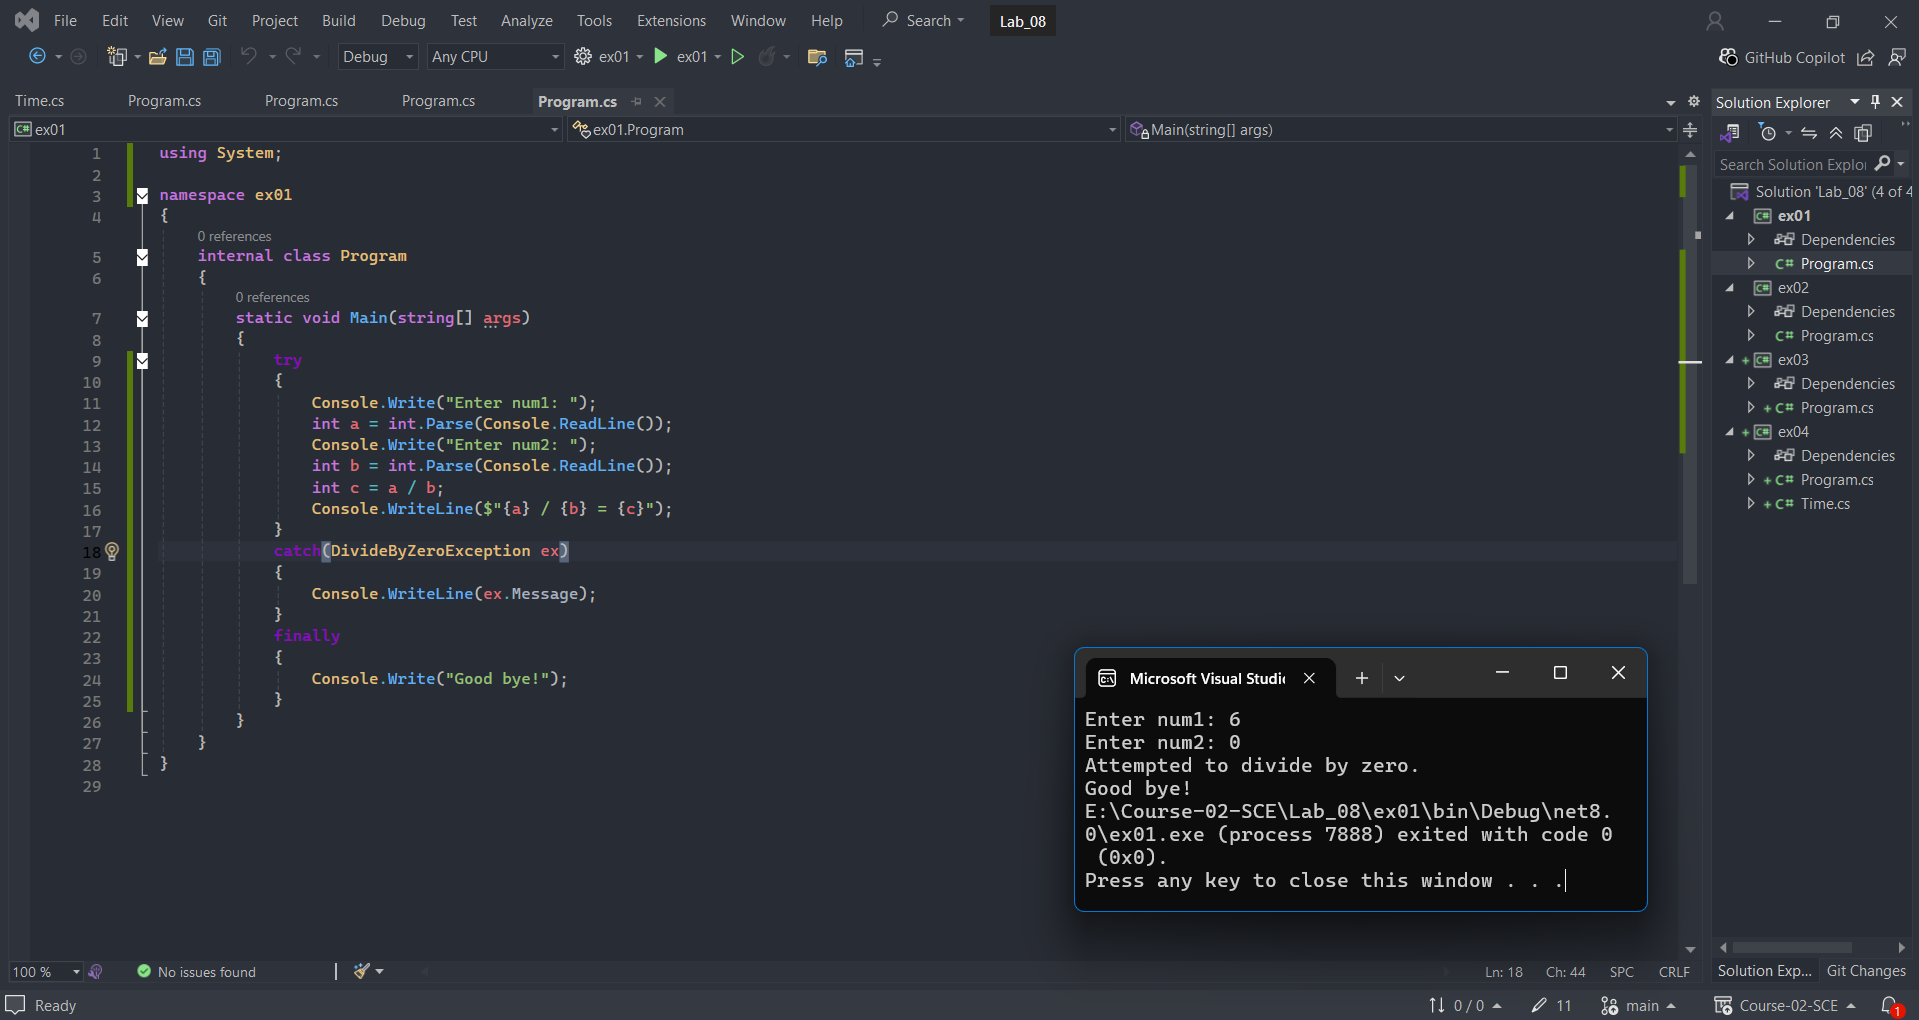 File Edit View Git Project Build Debug Test Analyze Tools Extensions Window Help Search Lab_08
Debug Any CPU ex01 ex01 GitHub Copilot
Time.cs Program.cs Program.cs Program.cs Program.cs
C# ex01 ex01.Program Main(string[] args)
1 using System;
2
3 namespace ex01
4 {
0 references
5 internal class Program
6 {
0 references
7 static void Main(string[] args)
8 {
9 try
10 {
11 Console.Write("Enter num1: ");
12 int a = int.Parse(Console.ReadLine());
13 Console.Write("Enter num2: ");
14 int b = int.Parse(Console.ReadLine());
15 int c = a / b;
16 Console.WriteLine($"{a} / {b} = {c}");
17 }
18 catch(DivideByZeroException ex)
19 {
20 Console.WriteLine(ex.Message);
21 }
22 finally
23 {
24 Console.Write("Good bye!");
25 }
26 }
27 }
28 }
29
Solution Explorer
Search Solution Explo
Solution 'Lab_08' (4 of 4
C# ex01
Dependencies
C# Program.cs
C# ex02
Dependencies
C# Program.cs
+ C# ex03
Dependencies
+ C# Program.cs
+ C# ex04
Dependencies
+ C# Program.cs
+ C# Time.cs
Microsoft Visual Studi
Enter num1: 6
Enter num2: 0
Attempted to divide by zero.
Good bye!
E:\Course-02-SCE\Lab_08\ex01\bin\Debug\net8.
0\ex01.exe (process 7888) exited with code 0
(0x0).
Press any key to close this window . . .
100 % No issues found Ln: 18 Ch: 44 SPC CRLF
Solution Exp... Git Changes
Ready 0 / 0 11 main Course-02-SCE 1